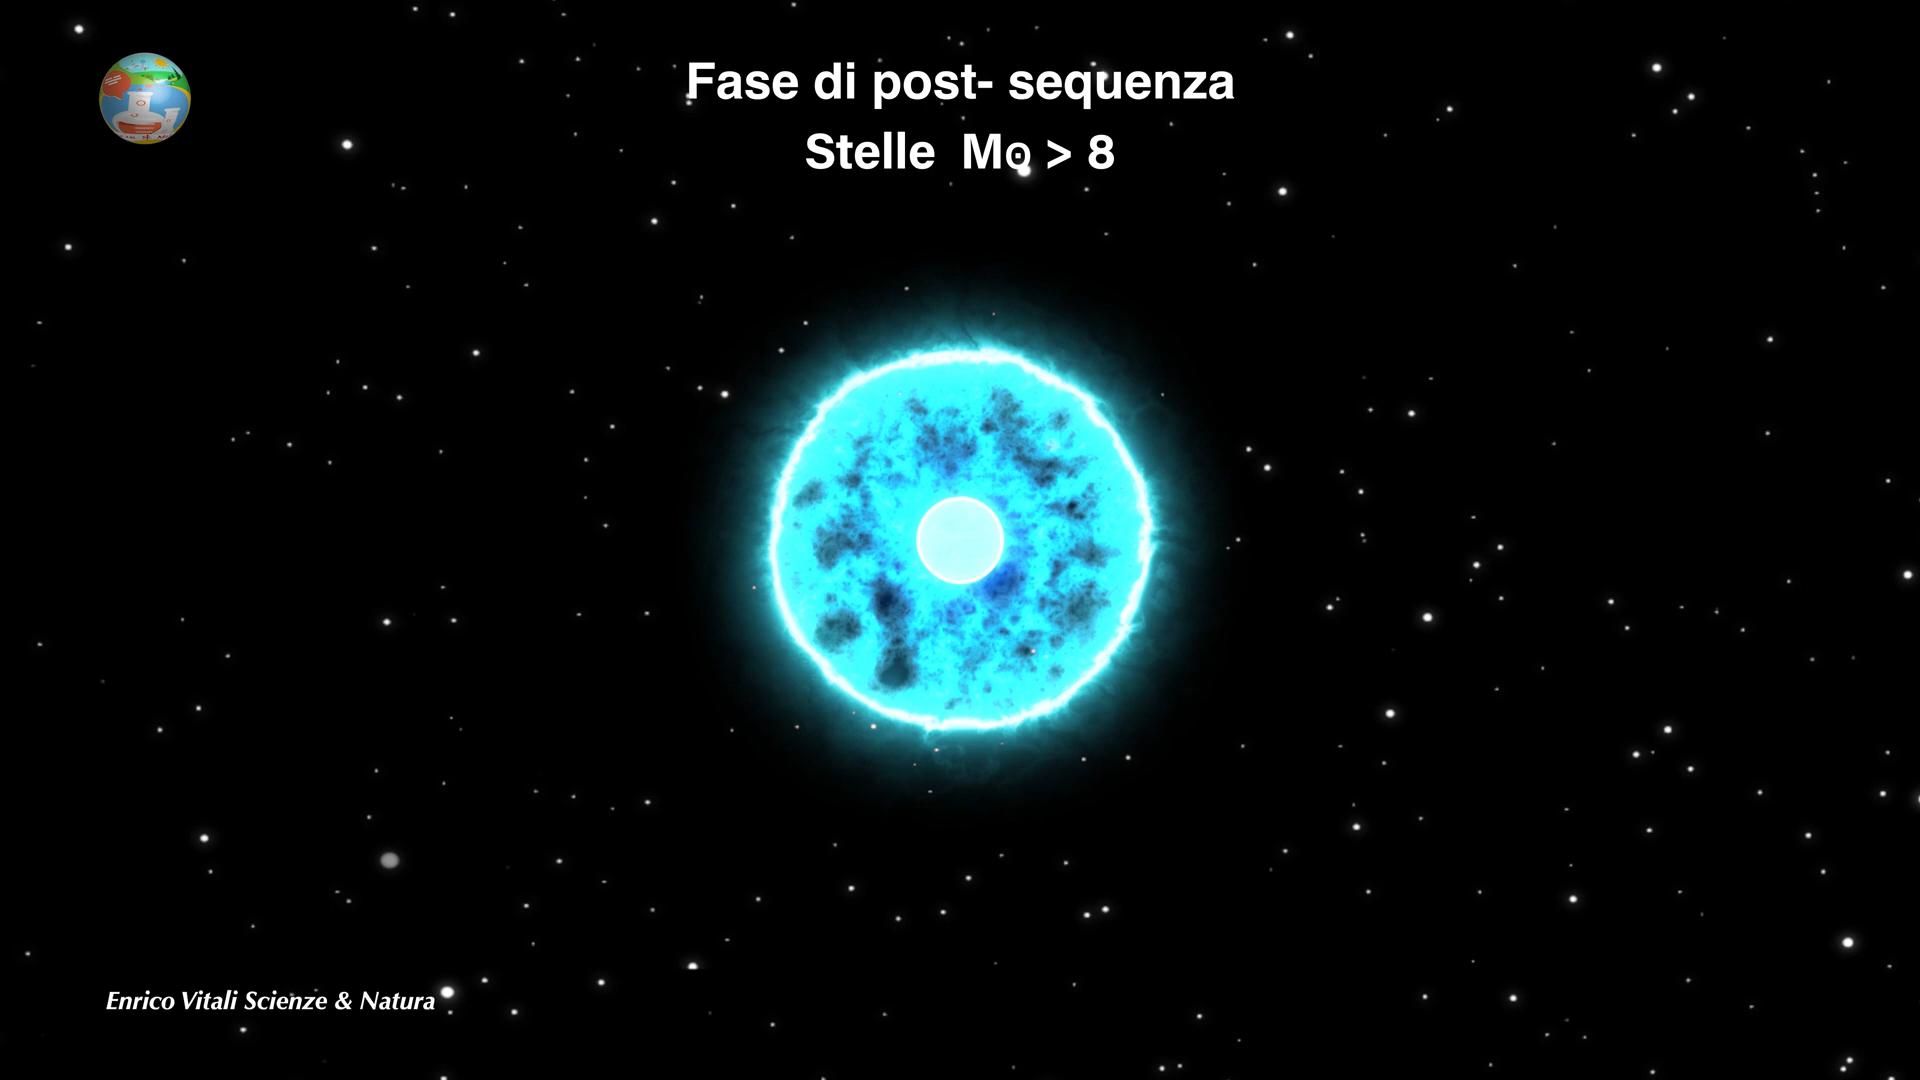 Fase di post- sequenza
Stelle M⊙ > 8
Enrico Vitali Scienze & Natura